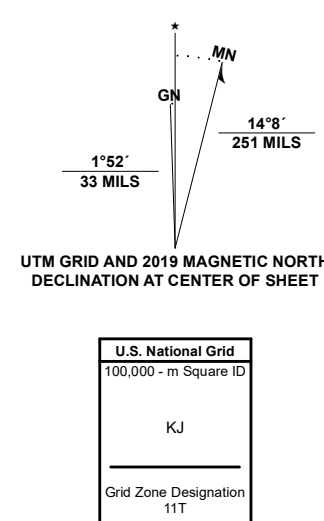 ★
MN
GN
14°8´
251 MILS
1°52´
33 MILS
UTM GRID AND 2019 MAGNETIC NORTH
DECLINATION AT CENTER OF SHEET
U.S. National Grid
100,000 - m Square ID
KJ
Grid Zone Designation
11T